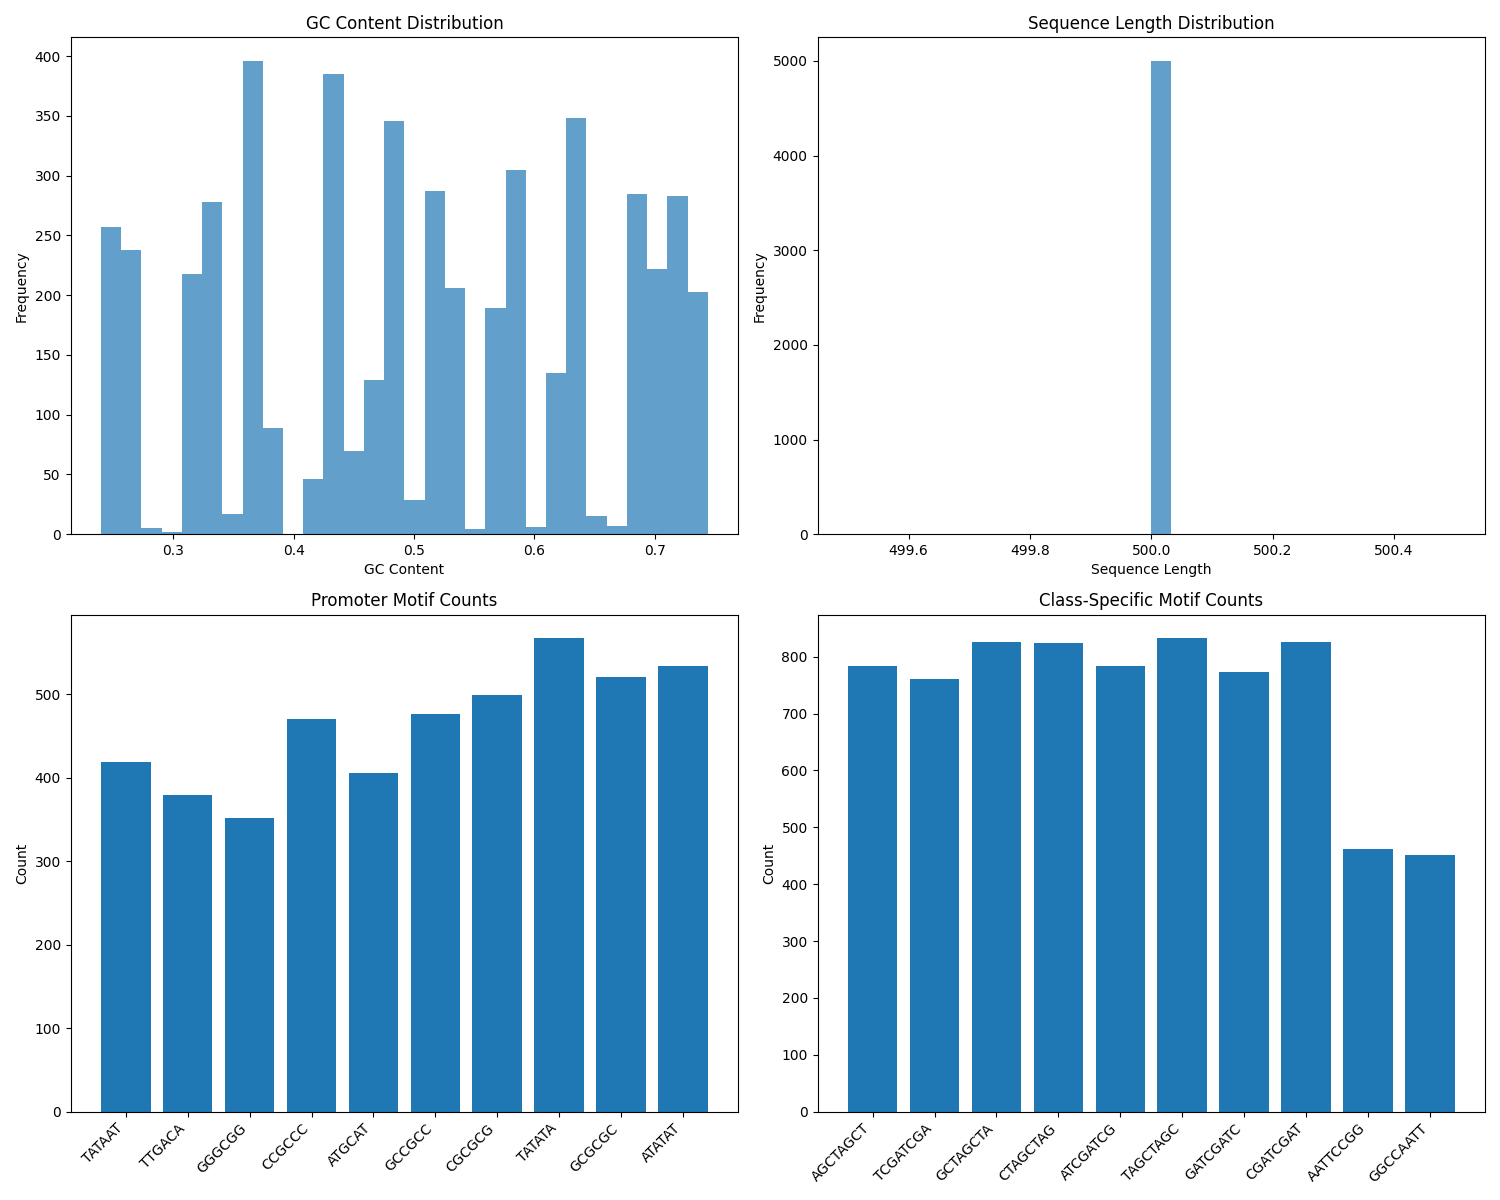 GC Content Distribution
Frequency
400
350
300
250
200
150
100
50
0
0.3 0.4 0.5 0.6 0.7
GC Content
Sequence Length Distribution
Frequency
5000
4000
3000
2000
1000
0
499.6 499.8 500.0 500.2 500.4
Sequence Length
Promoter Motif Counts
Count
500
400
300
200
100
0
TATAAT TTGACA GGGCGG CCGCCC ATGCAT GCCGCC CGCGCG TATATA GCGCGC ATATAT
Class-Specific Motif Counts
Count
800
700
600
500
400
300
200
100
0
AGCTAGCT TCGATCGA GCTAGCTA CTAGCTAG ATCGATCG TAGCTAGC GATCGATC CGATCGAT AATTCCGG GGCCAATT